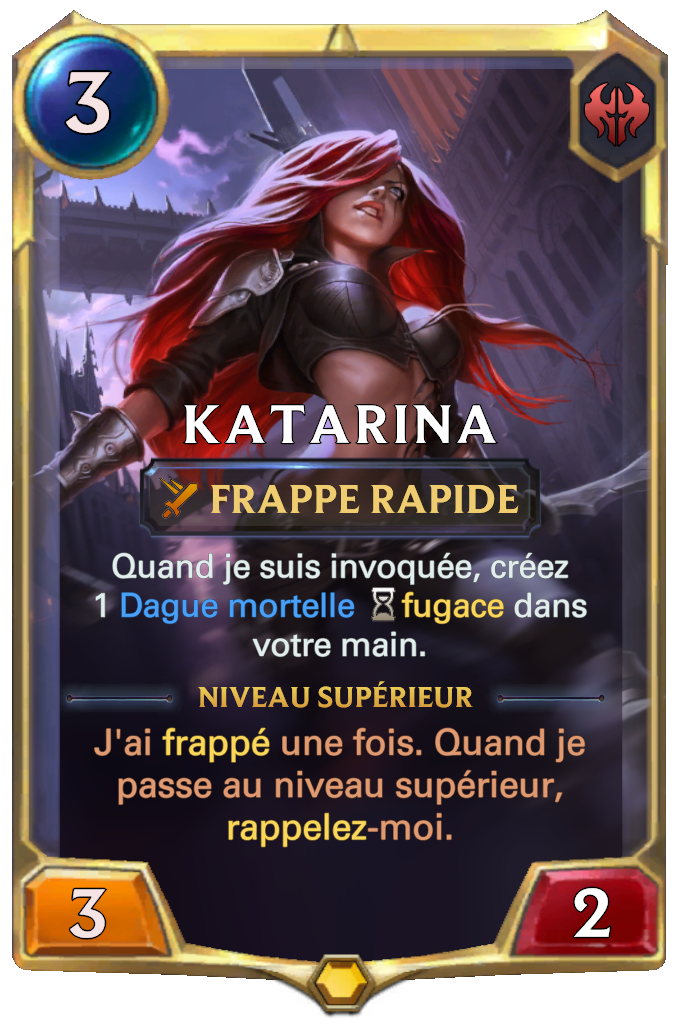 3
KATARINA
FRAPPE RAPIDE
Quand je suis invoquée, créez
1 Dague mortelle fugace dans
votre main.
NIVEAU SUPÉRIEUR
J'ai frappé une fois. Quand je
passe au niveau supérieur,
rappelez-moi.
3
2